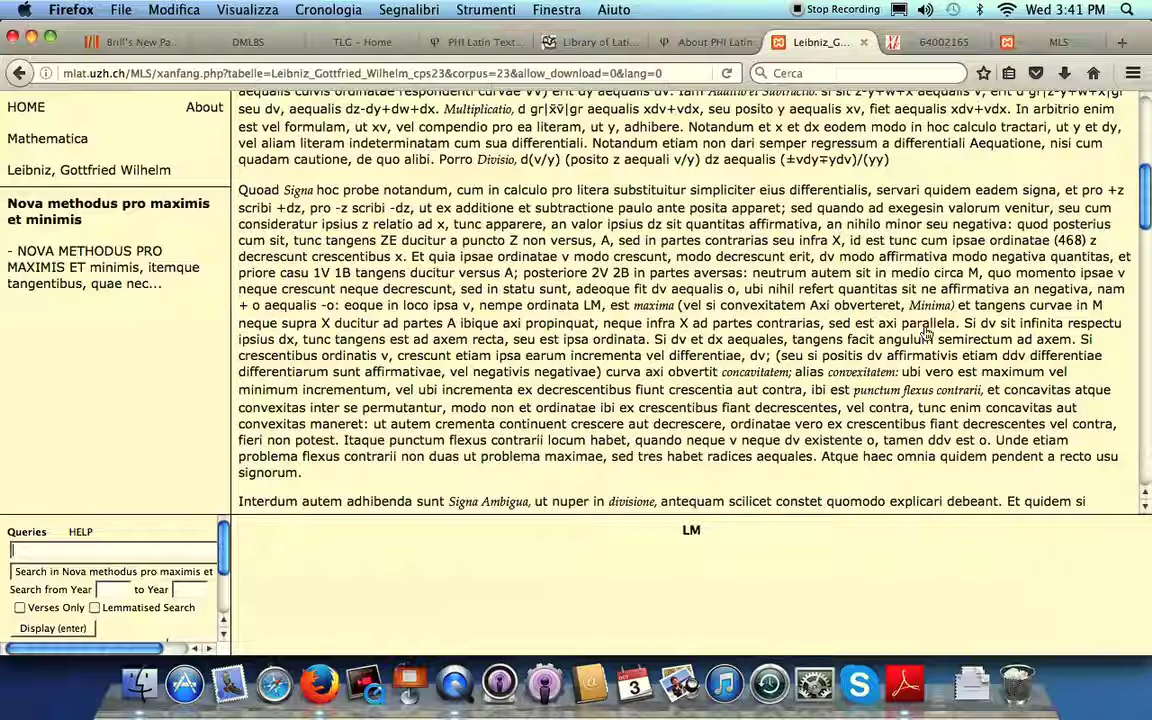 Firefox File Modifica Visualizza Cronologia Segnalibri Strumenti Finestra Aiuto Stop Recording Wed 3:41 PM
Brill's New Pa... DMLBS TLG - Home PHI Latin Text... Library of Lati... About PHI Latin Leibniz_G... 64002165 MLS
mlat.uzh.ch/MLS/xanfang.php?tabelle=Leibniz_Gottfried_Wilhelm_cps23&corpus=23&allow_download=0&lang=0 Cerca
HOME About
Mathematica
Leibniz, Gottfried Wilhelm
Nova methodus pro maximis
et minimis
- NOVA METHODUS PRO
MAXIMIS ET minimis, itemque
tangentibus, quae nec...
aequalis cuivis ordinatae respondenti curvae VV) erit dy aequalis dv. Iam Additio et Subtractio: si sit z-y+w+x aequalis v, erit d gr|z-y+w+x|gr
seu dv, aequalis dz-dy+dw+dx. Multiplicatio, d gr|x̄v̄|gr aequalis xdv+vdx, seu posito y aequalis xv, fiet aequalis xdv+vdx. In arbitrio enim
est vel formulam, ut xv, vel compendio pro ea literam, ut y, adhibere. Notandum et x et dx eodem modo in hoc calculo tractari, ut y et dy,
vel aliam literam indeterminatam cum sua differentiali. Notandum etiam non dari semper regressum a differentiali Aequatione, nisi cum
quadam cautione, de quo alibi. Porro Divisio, d(v/y) (posito z aequali v/y) dz aequalis (±vdy∓ydv)/(yy)
Quoad Signa hoc probe notandum, cum in calculo pro litera substituitur simpliciter eius differentialis, servari quidem eadem signa, et pro +z
scribi +dz, pro -z scribi -dz, ut ex additione et subtractione paulo ante posita apparet; sed quando ad exegesin valorum venitur, seu cum
consideratur ipsius z relatio ad x, tunc apparere, an valor ipsius dz sit quantitas affirmativa, an nihilo minor seu negativa: quod posterius
cum sit, tunc tangens ZE ducitur a puncto Z non versus, A, sed in partes contrarias seu infra X, id est tunc cum ipsae ordinatae (468) z
decrescunt crescentibus x. Et quia ipsae ordinatae v modo crescunt, modo decrescunt erit, dv modo affirmativa modo negativa quantitas, et
priore casu 1V 1B tangens ducitur versus A; posteriore 2V 2B in partes aversas: neutrum autem sit in medio circa M, quo momento ipsae v
neque crescunt neque decrescunt, sed in statu sunt, adeoque fit dv aequalis o, ubi nihil refert quantitas sit ne affirmativa an negativa, nam
+ o aequalis -o: eoque in loco ipsa v, nempe ordinata LM, est maxima (vel si convexitatem Axi obverteret, Minima) et tangens curvae in M
neque supra X ducitur ad partes A ibique axi propinquat, neque infra X ad partes contrarias, sed est axi parallela. Si dv sit infinita respectu
ipsius dx, tunc tangens est ad axem recta, seu est ipsa ordinata. Si dv et dx aequales, tangens facit angulum semirectum ad axem. Si
crescentibus ordinatis v, crescunt etiam ipsa earum incrementa vel differentiae, dv; (seu si positis dv affirmativis etiam ddv differentiae
differentiarum sunt affirmativae, vel negativis negativae) curva axi obvertit concavitatem; alias convexitatem: ubi vero est maximum vel
minimum incrementum, vel ubi incrementa ex decrescentibus fiunt crescentia aut contra, ibi est punctum flexus contrarii, et concavitas atque
convexitas inter se permutantur, modo non et ordinatae ibi ex crescentibus fiant decrescentes, vel contra, tunc enim concavitas aut
convexitas maneret: ut autem crementa continuent crescere aut decrescere, ordinatae vero ex crescentibus fiant decrescentes vel contra,
fieri non potest. Itaque punctum flexus contrarii locum habet, quando neque v neque dv existente o, tamen ddv est o. Unde etiam
problema flexus contrarii non duas ut problema maximae, sed tres habet radices aequales. Atque haec omnia quidem pendent a recto usu
signorum.
Interdum autem adhibenda sunt Signa Ambigua, ut nuper in divisione, antequam scilicet constet quomodo explicari debeant. Et quidem si
Queries HELP
Search in Nova methodus pro maximis et
Search from Year to Year
Verses Only Lemmatised Search
Display (enter)
LM
OCT
3